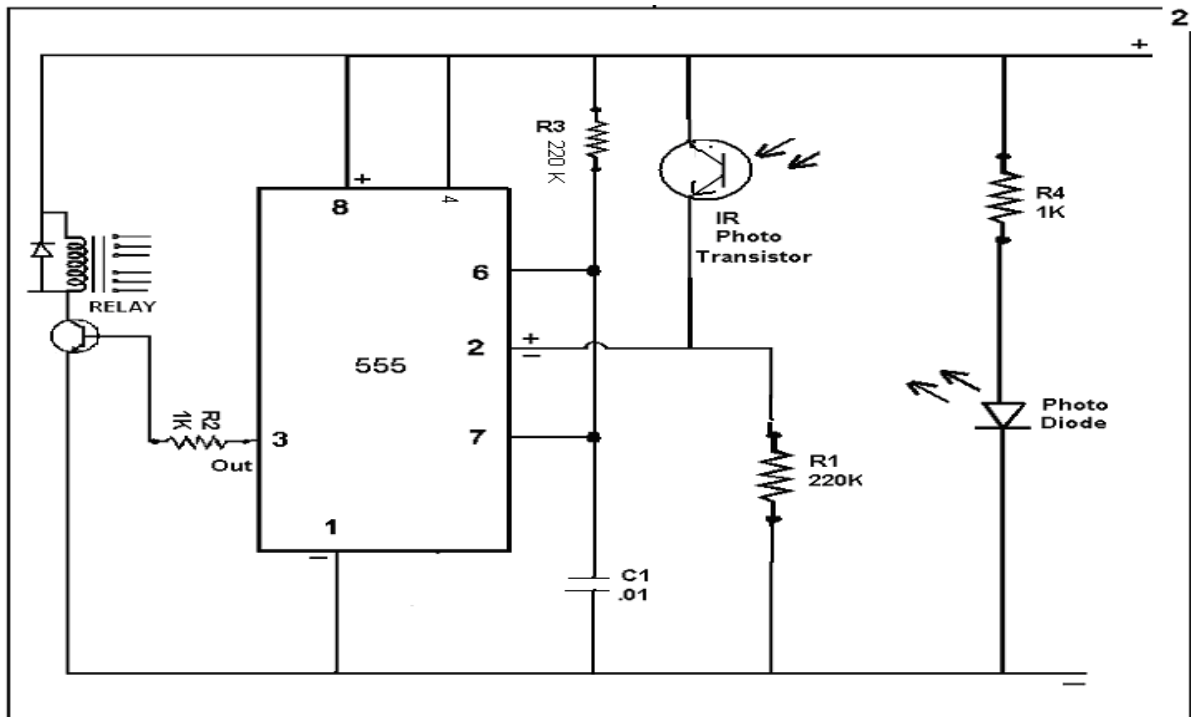 2
+
R3
220 K
+
8
4
IR
Photo
Transistor
R4
1K
6
RELAY
+
2
−
555
Photo
Diode
R2
1K
3
7
Out
R1
220K
1
−
C1
.01
−